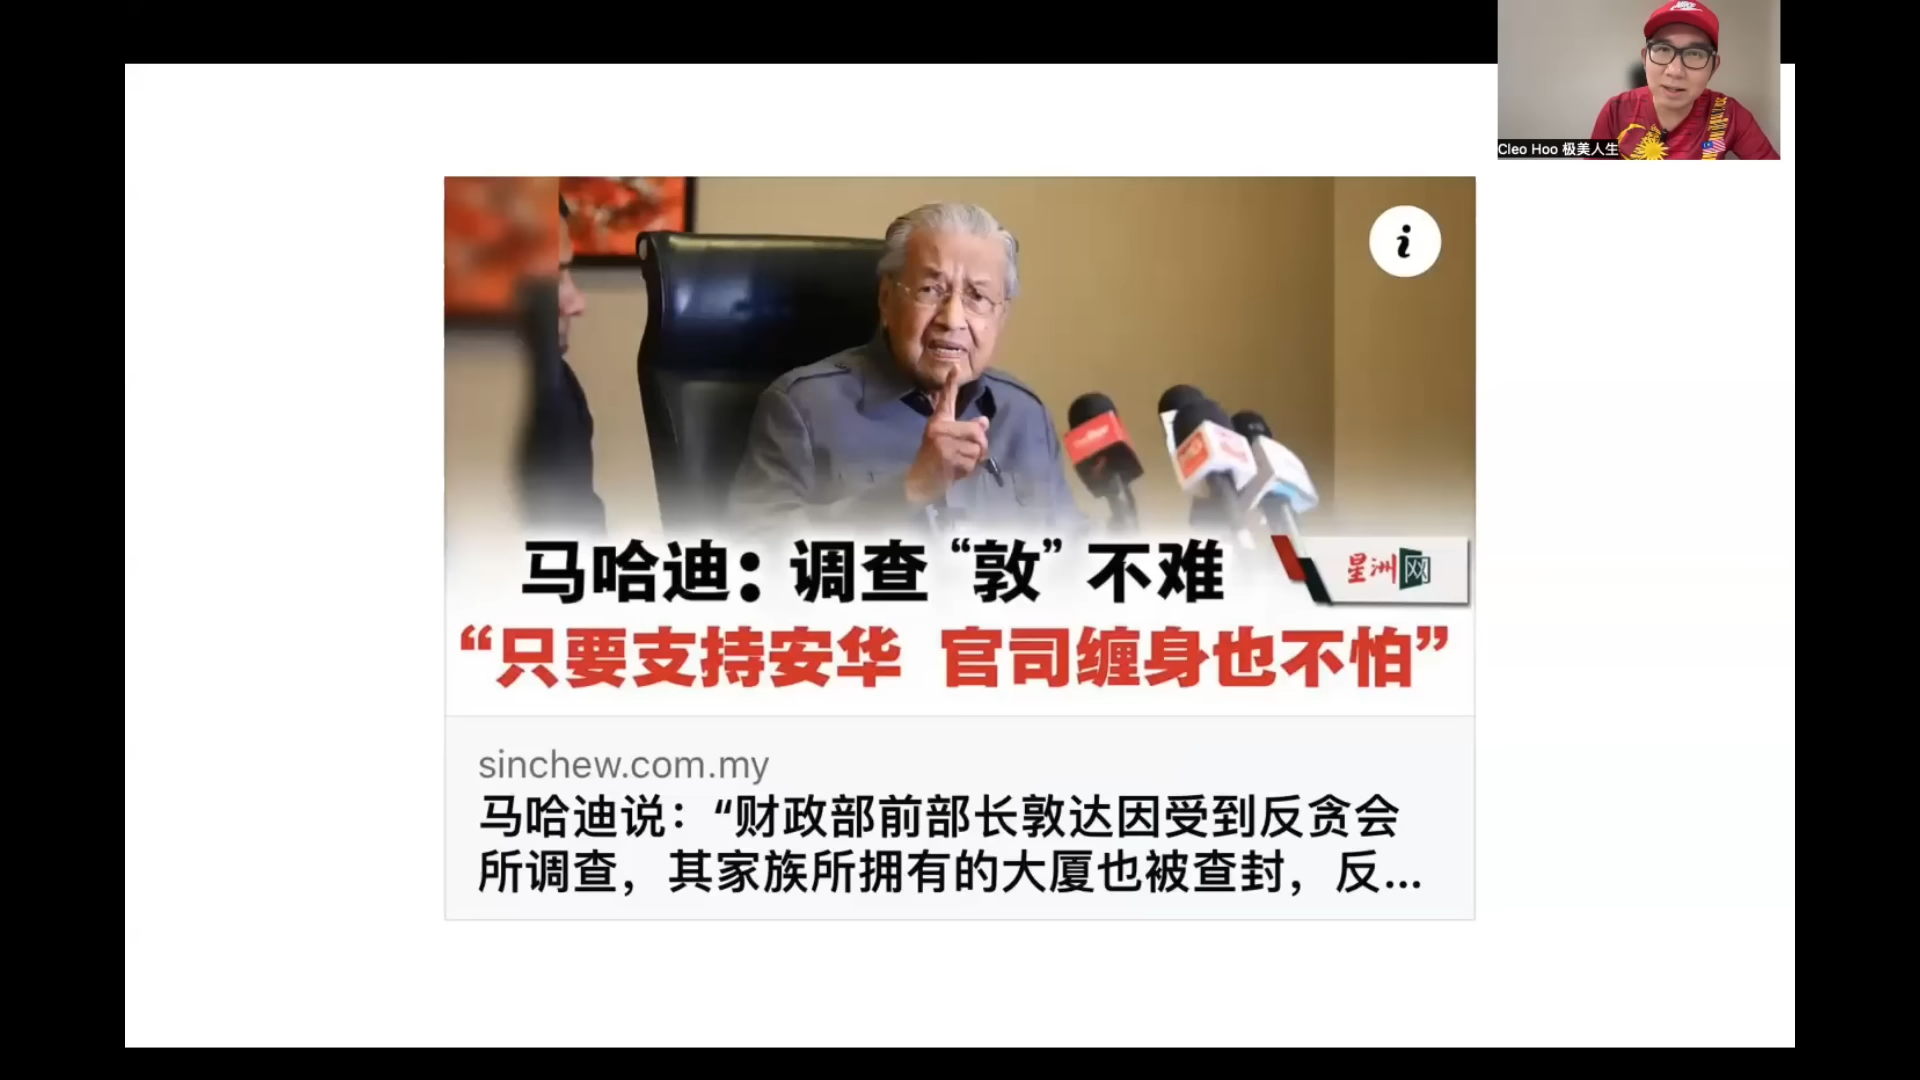 Cleo Hoo 极美人生
马哈迪：调查“敦”不难
星洲网
“只要支持安华 官司缠身也不怕”
sinchew.com.my
马哈迪说：“财政部前部长敦达因受到反贪会
所调查，其家族所拥有的大厦也被查封，反...